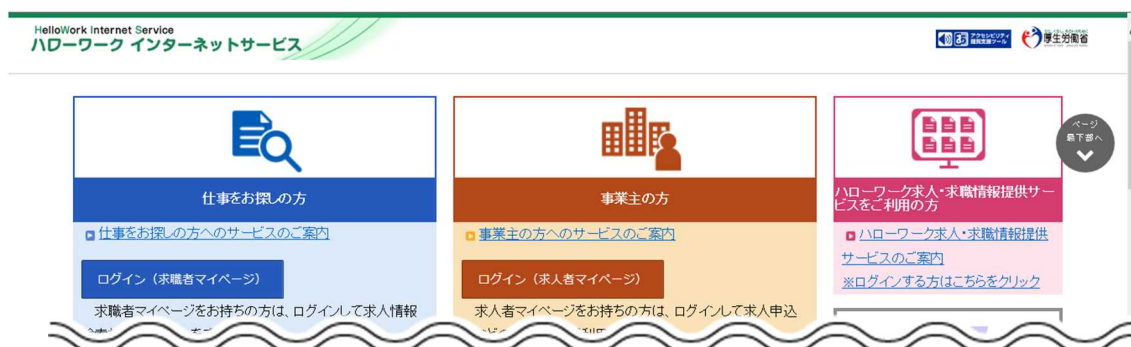 HelloWork Internet Service
ハローワーク インターネットサービス
アクセシビリティ
閲覧支援ツール
厚生労働省
ページ
最下部へ
仕事をお探しの方
事業主の方
ハローワーク求人・求職情報提供サー
ビスをご利用の方
仕事をお探しの方へのサービスのご案内
事業主の方へのサービスのご案内
ハローワーク求人・求職情報提供
サービスのご案内
※ログインする方はこちらをクリック
ログイン（求職者マイページ）
ログイン（求人者マイページ）
求職者マイページをお持ちの方は、ログインして求人情報
求人者マイページをお持ちの方は、ログインして求人申込